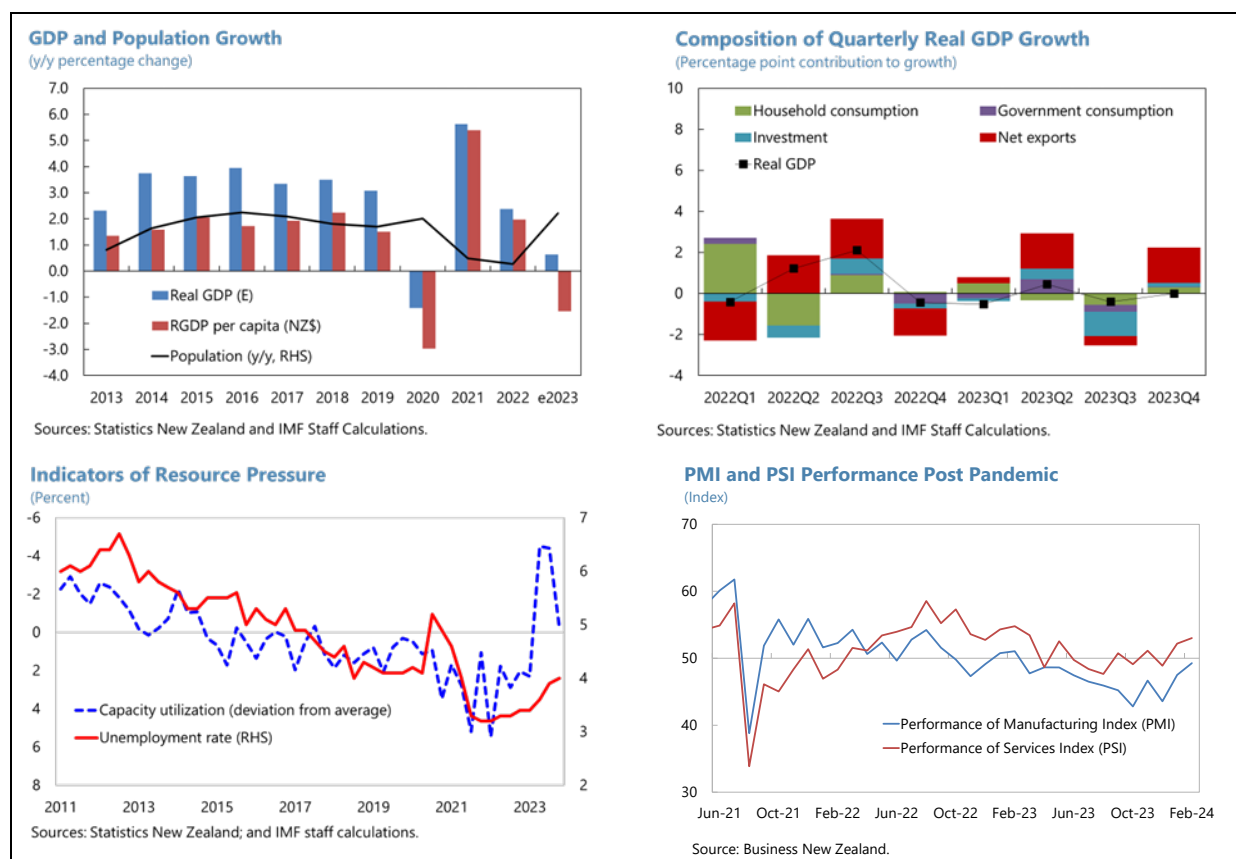 GDP and Population Growth
(y/y percentage change)
7.0
6.0
5.0
4.0
3.0
2.0
1.0
0.0
-1.0
-2.0
-3.0
-4.0
Real GDP (E)
RGDP per capita (NZ$)
Population (y/y, RHS)
2013 2014 2015 2016 2017 2018 2019 2020 2021 2022 e2023
Sources: Statistics New Zealand and IMF Staff Calculations.
Composition of Quarterly Real GDP Growth
(Percentage point contribution to growth)
10
8
6
4
2
0
-2
-4
Household consumption Government consumption
Investment Net exports
Real GDP
2022Q1 2022Q2 2022Q3 2022Q4 2023Q1 2023Q2 2023Q3 2023Q4
Sources: Statistics New Zealand and IMF Staff Calculations.
Indicators of Resource Pressure
(Percent)
-6
-4
-2
0
2
4
6
8
7
6
5
4
3
2
Capacity utilization (deviation from average)
Unemployment rate (RHS)
2011 2013 2015 2017 2019 2021 2023
Sources: Statistics New Zealand; and IMF staff calculations.
PMI and PSI Performance Post Pandemic
(Index)
70
60
50
40
30
Performance of Manufacturing Index (PMI)
Performance of Services Index (PSI)
Jun-21 Oct-21 Feb-22 Jun-22 Oct-22 Feb-23 Jun-23 Oct-23 Feb-24
Source: Business New Zealand.